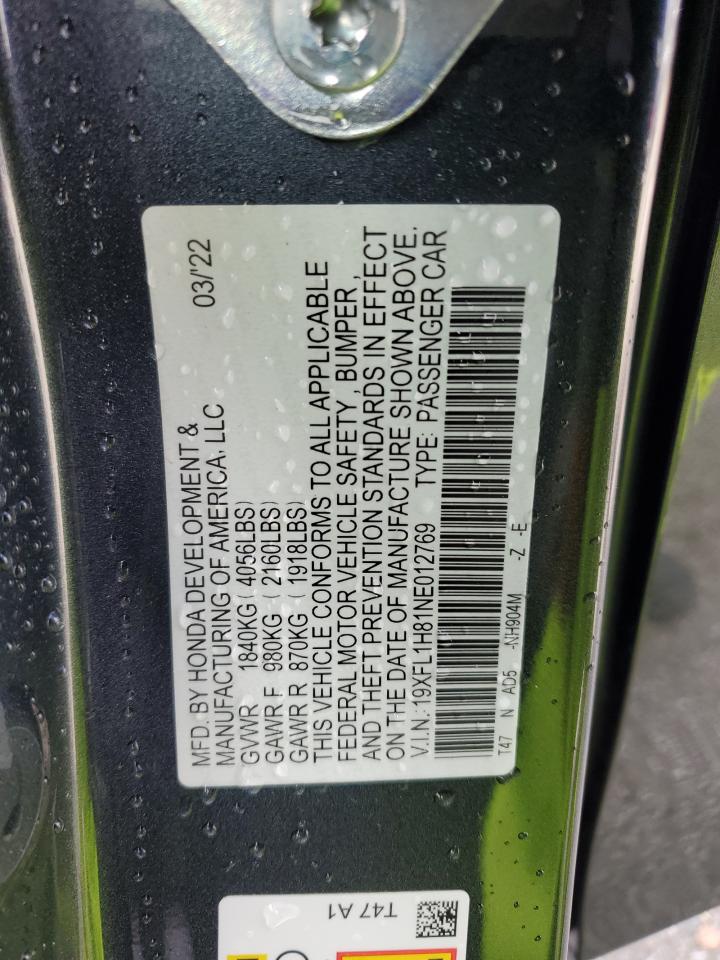 MFD. BY HONDA DEVELOPMENT & 03/'22
MANUFACTURING OF AMERICA, LLC
GVWR 1840KG (4056LBS)
GAWR F 980KG (2160LBS)
GAWR R 870KG (1918LBS)
THIS VEHICLE CONFORMS TO ALL APPLICABLE
FEDERAL MOTOR VEHICLE SAFETY, BUMPER,
AND THEFT PREVENTION STANDARDS IN EFFECT
ON THE DATE OF MANUFACTURE SHOWN ABOVE.
V.I.N.:19XFL1H81NE012769 TYPE: PASSENGER CAR
T47 N AD5 -NH904M -Z -E
T47 A1